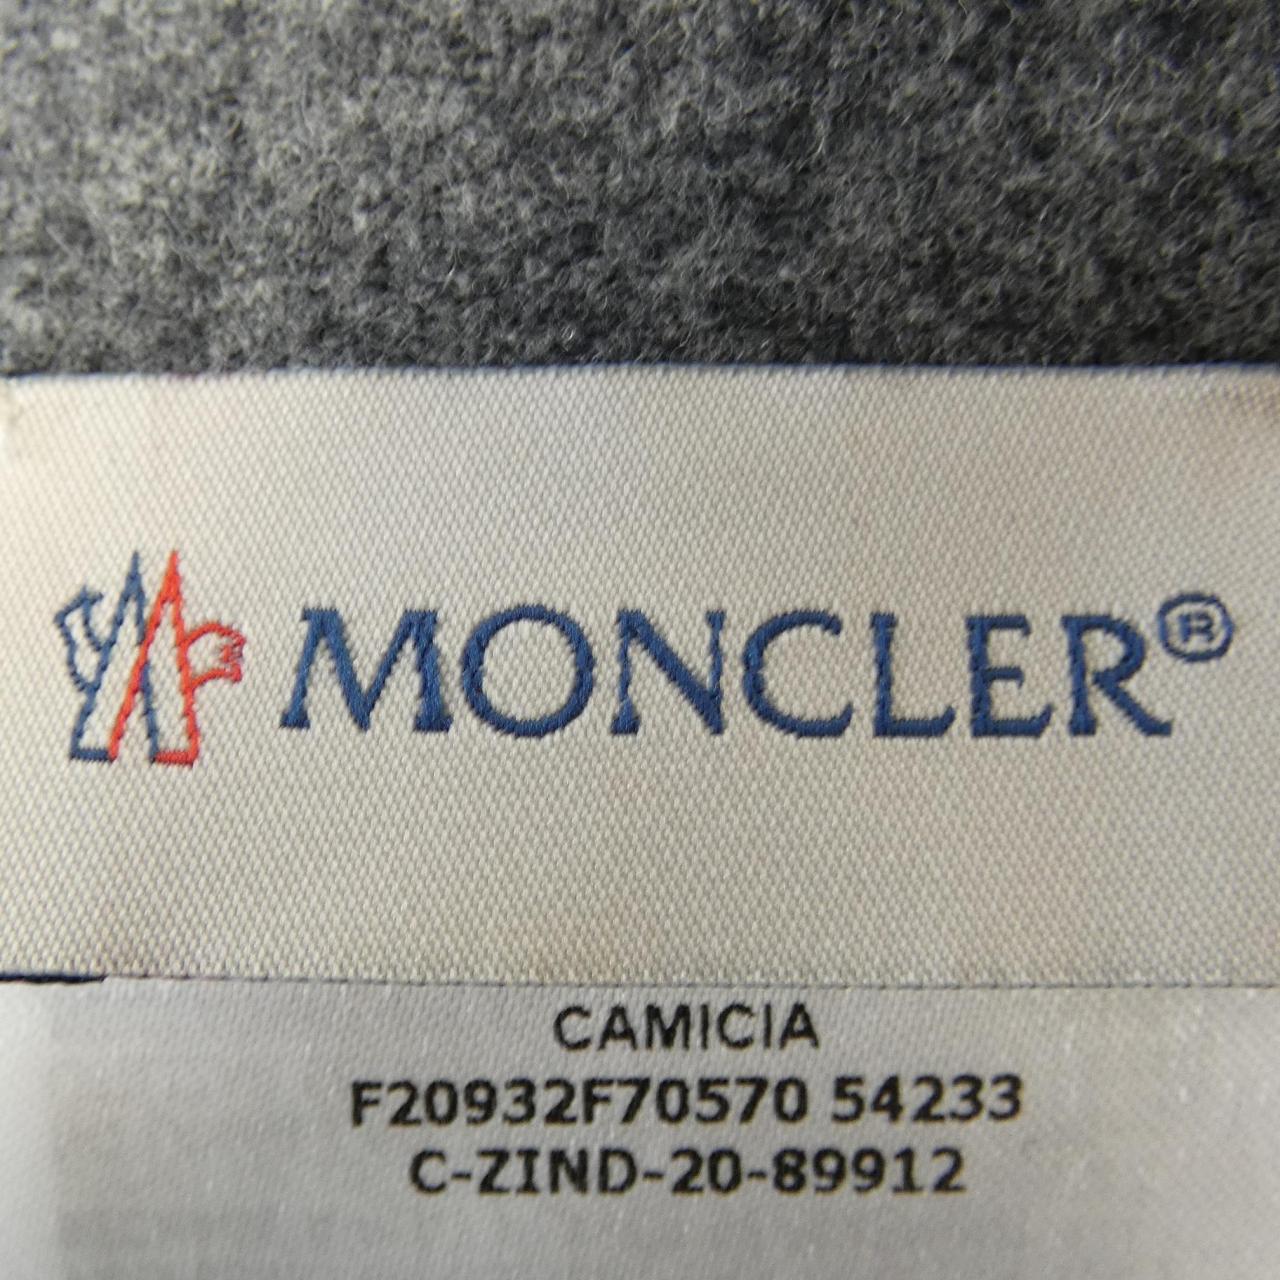 MONCLER®
CAMICIA
F20932F70570 54233
C-ZIND-20-89912